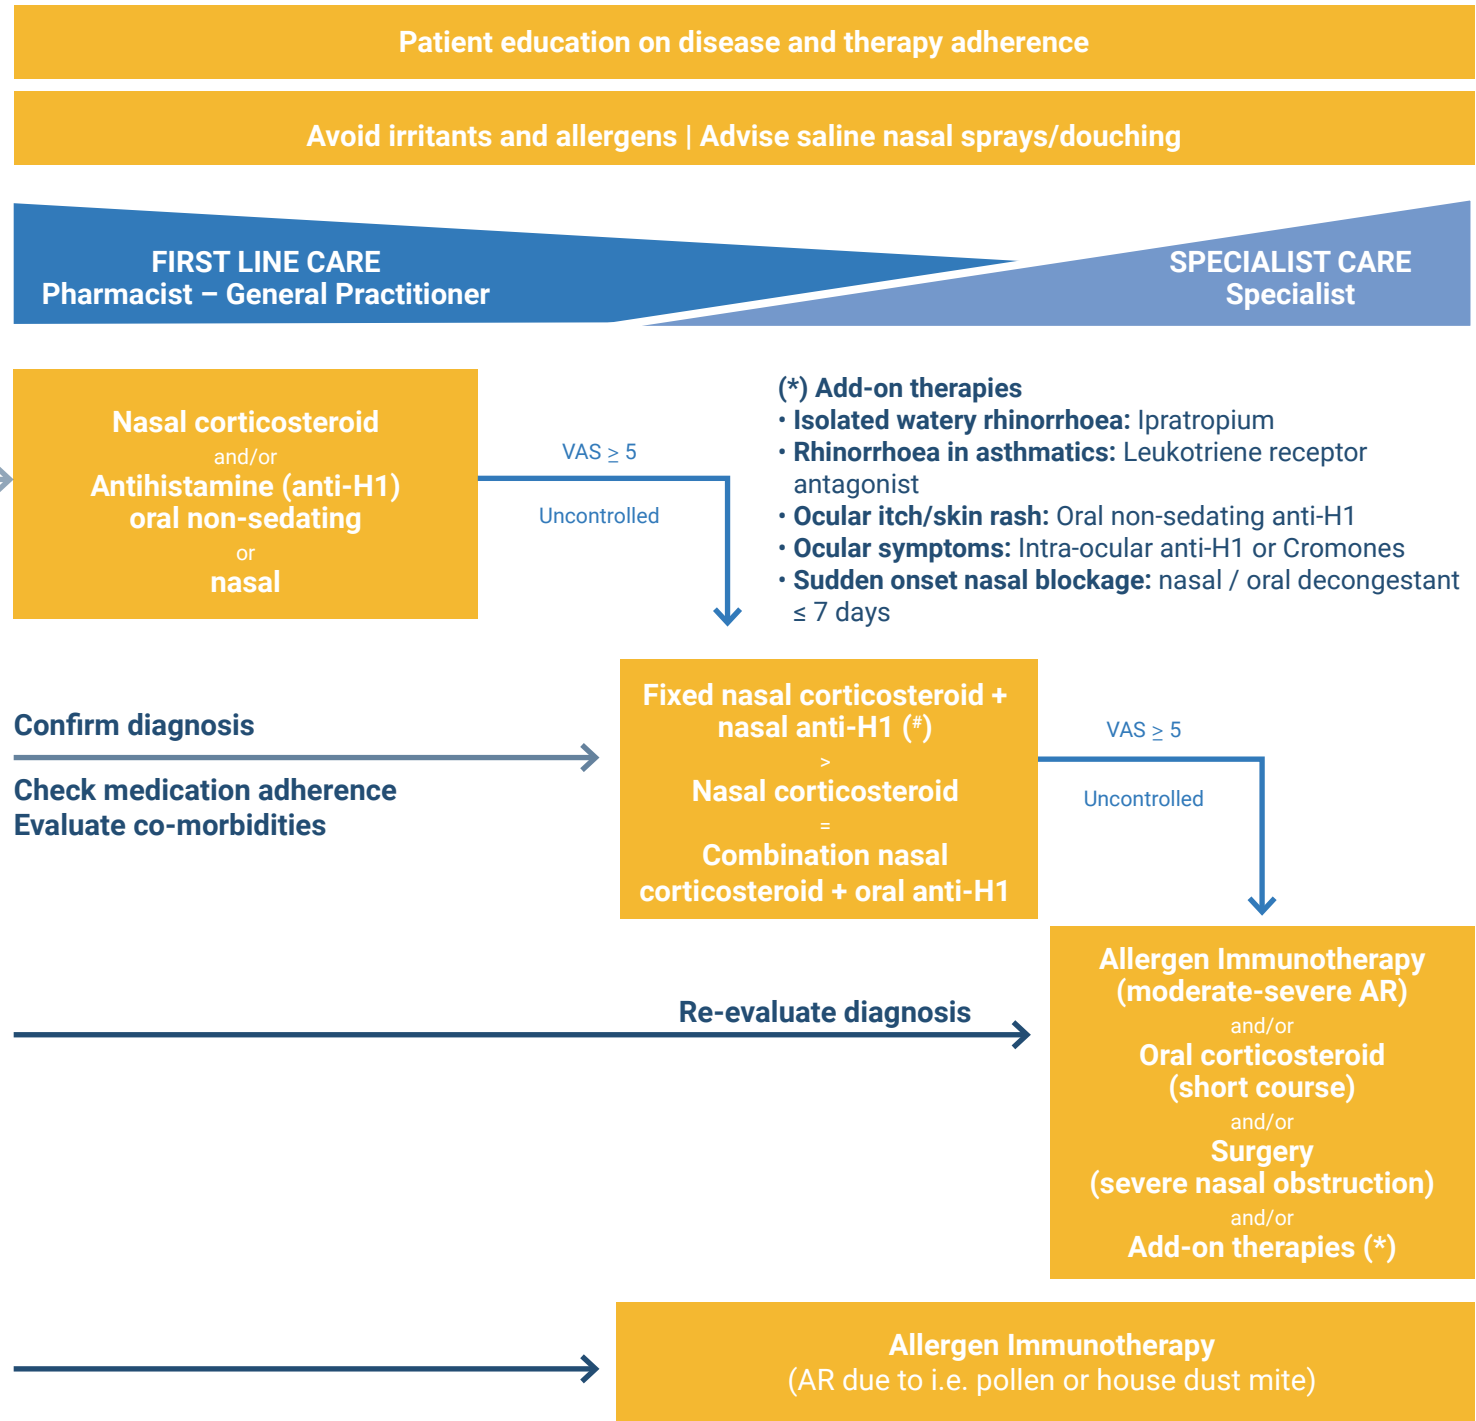 Patient education on disease and therapy adherence
Avoid irritants and allergens | Advise saline nasal sprays/douching
FIRST LINE CARE
Pharmacist – General Practitioner
SPECIALIST CARE
Specialist
Nasal corticosteroid
and/or
Antihistamine (anti-H1)
oral non-sedating
or
nasal
VAS ≥ 5
Uncontrolled
(*) Add-on therapies
• Isolated watery rhinorrhoea: Ipratropium
• Rhinorrhoea in asthmatics: Leukotriene receptor
antagonist
• Ocular itch/skin rash: Oral non-sedating anti-H1
• Ocular symptoms: Intra-ocular anti-H1 or Cromones
• Sudden onset nasal blockage: nasal / oral decongestant
≤ 7 days
Confirm diagnosis
Check medication adherence
Evaluate co-morbidities
Fixed nasal corticosteroid +
nasal anti-H1 (#)
>
Nasal corticosteroid
=
Combination nasal
corticosteroid + oral anti-H1
VAS ≥ 5
Uncontrolled
Re-evaluate diagnosis
Allergen Immunotherapy
(moderate-severe AR)
and/or
Oral corticosteroid
(short course)
and/or
Surgery
(severe nasal obstruction)
and/or
Add-on therapies (*)
Allergen Immunotherapy
(AR due to i.e. pollen or house dust mite)